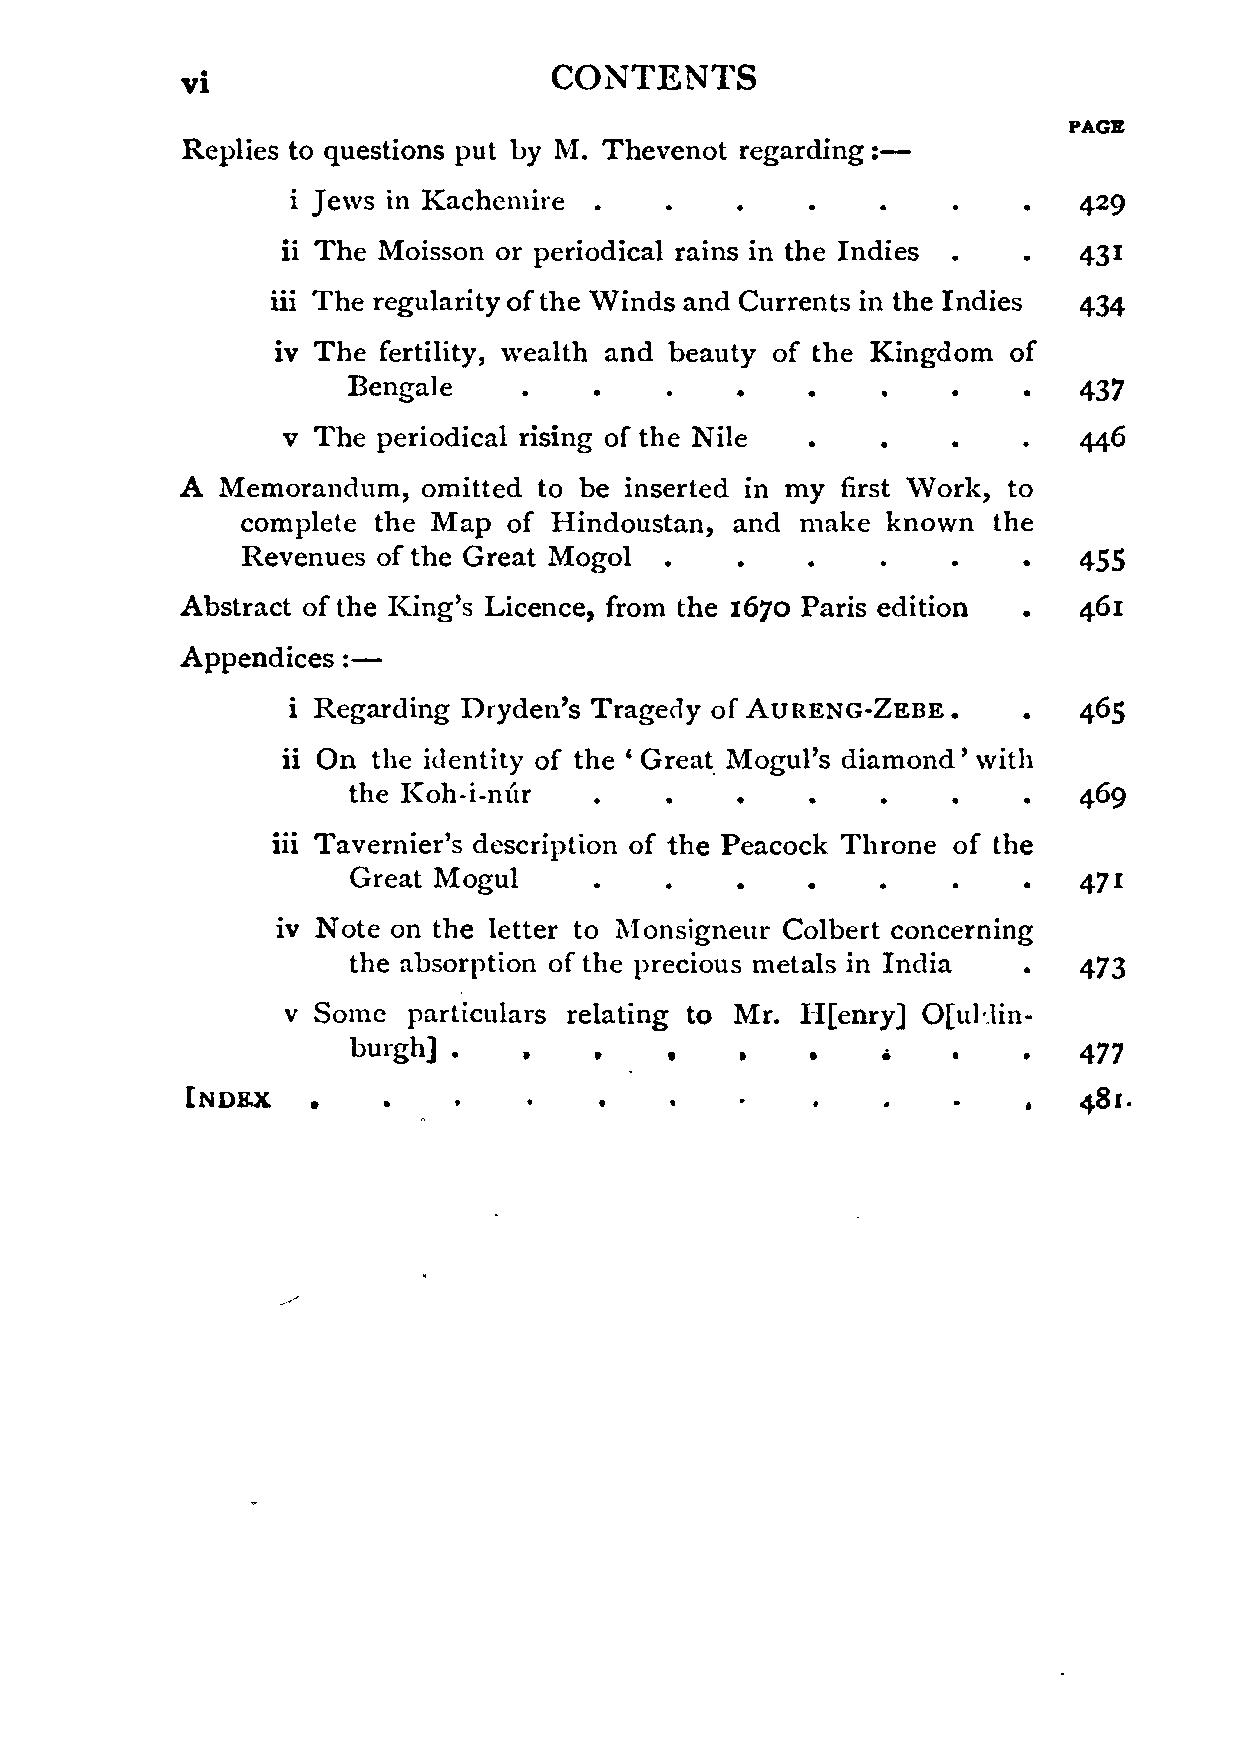 vi CONTENTS
PAGE
Replies to questions put by M. Thevenot regarding :—
i Jews in Kachemire . . . . . . . 429
ii The Moisson or periodical rains in the Indies . . 431
iii The regularity of the Winds and Currents in the Indies 434
iv The fertility, wealth and beauty of the Kingdom of
Bengale . . . . . . . . 437
v The periodical rising of the Nile . . . . 446
A Memorandum, omitted to be inserted in my first Work, to
complete the Map of Hindoustan, and make known the
Revenues of the Great Mogol . . . . . . 455
Abstract of the King's Licence, from the 1670 Paris edition . 461
Appendices :—
i Regarding Dryden's Tragedy of AURENG-ZEBE . . 465
ii On the identity of the ' Great Mogul's diamond ' with
the Koh-i-núr . . . . . . . 469
iii Tavernier's description of the Peacock Throne of the
Great Mogul . . . . . . . 471
iv Note on the letter to Monsigneur Colbert concerning
the absorption of the precious metals in India . 473
v Some particulars relating to Mr. H[enry] O[uldin-
burgh] . . . . . . . . . 477
INDEX . . . . . . . . . . . 481.